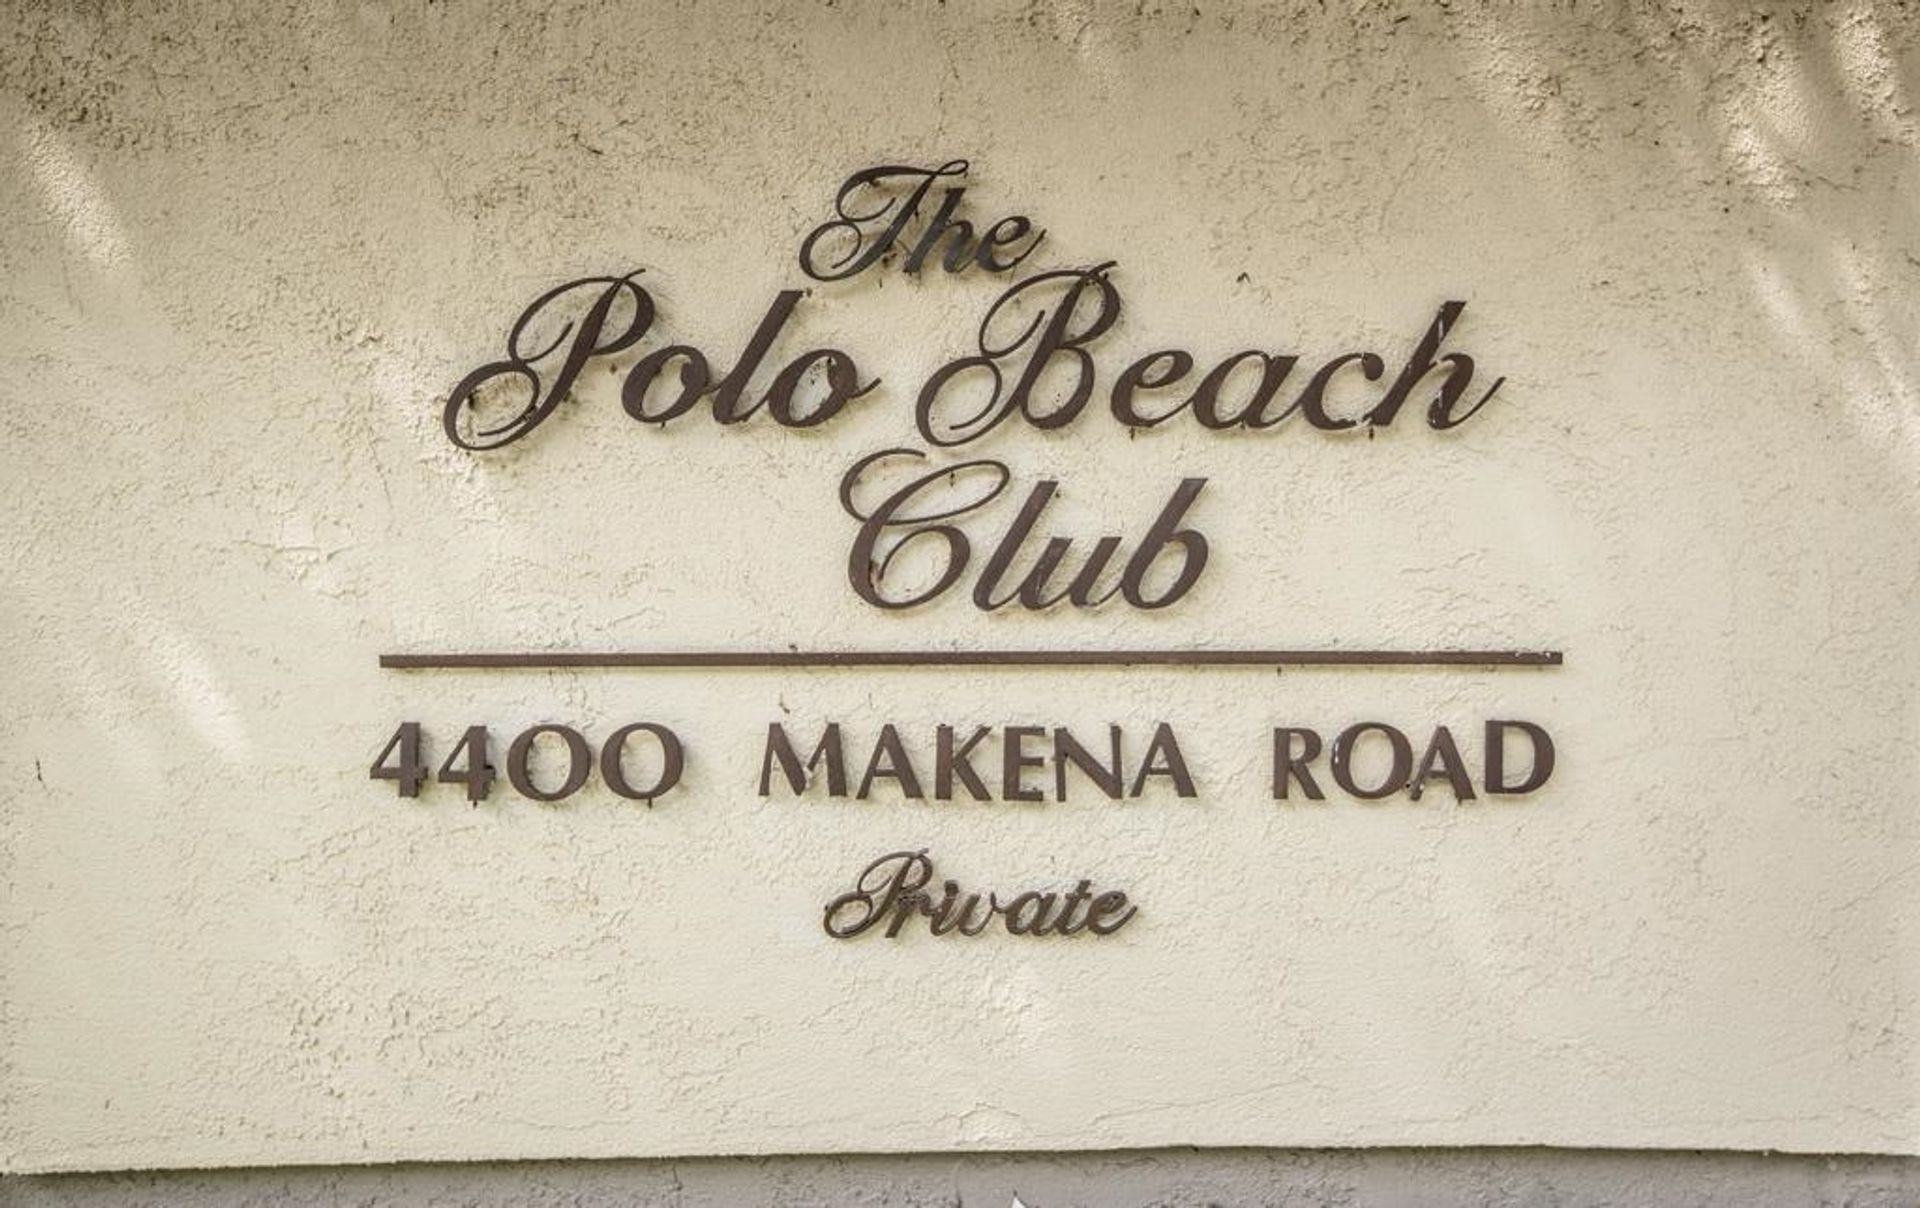 The
Polo Beach
Club
4400 MAKENA ROAD
Private